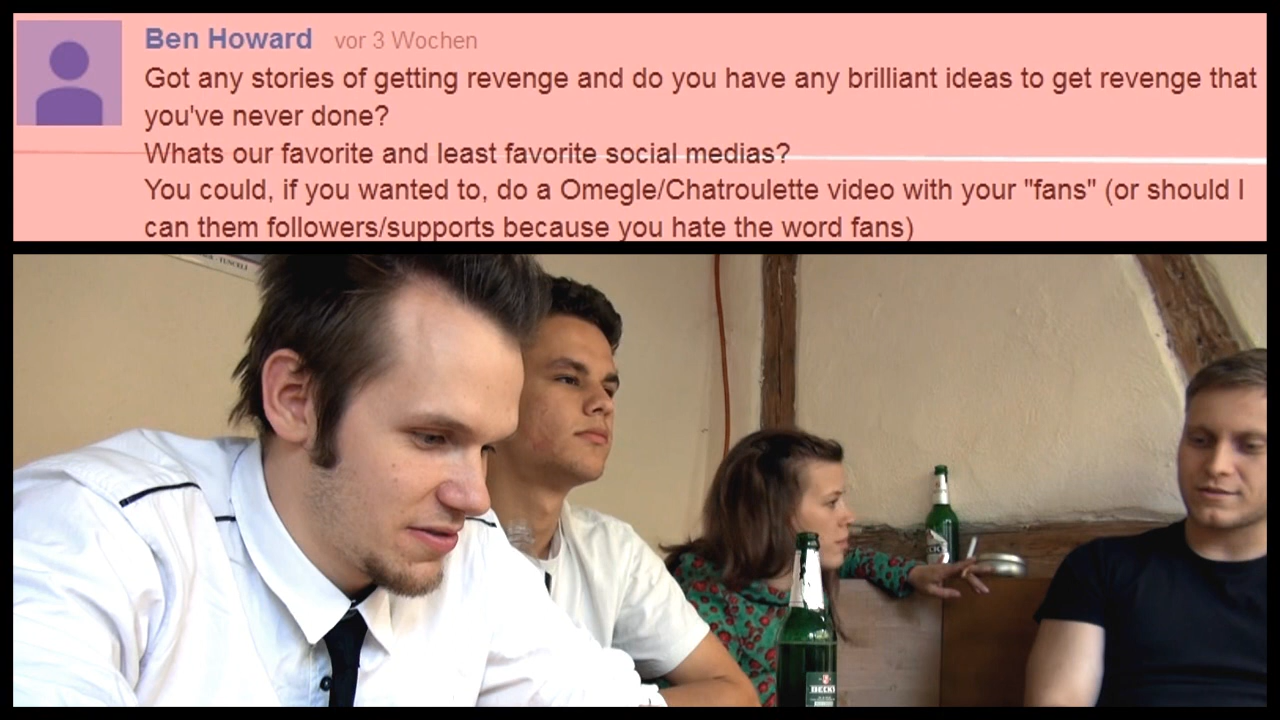 Ben Howard vor 3 Wochen
Got any stories of getting revenge and do you have any brilliant ideas to get revenge that
you've never done?
Whats our favorite and least favorite social medias?
You could, if you wanted to, do a Omegle/Chatroulette video with your "fans" (or should I
can them followers/supports because you hate the word fans)
TUNCELI
BECK'S